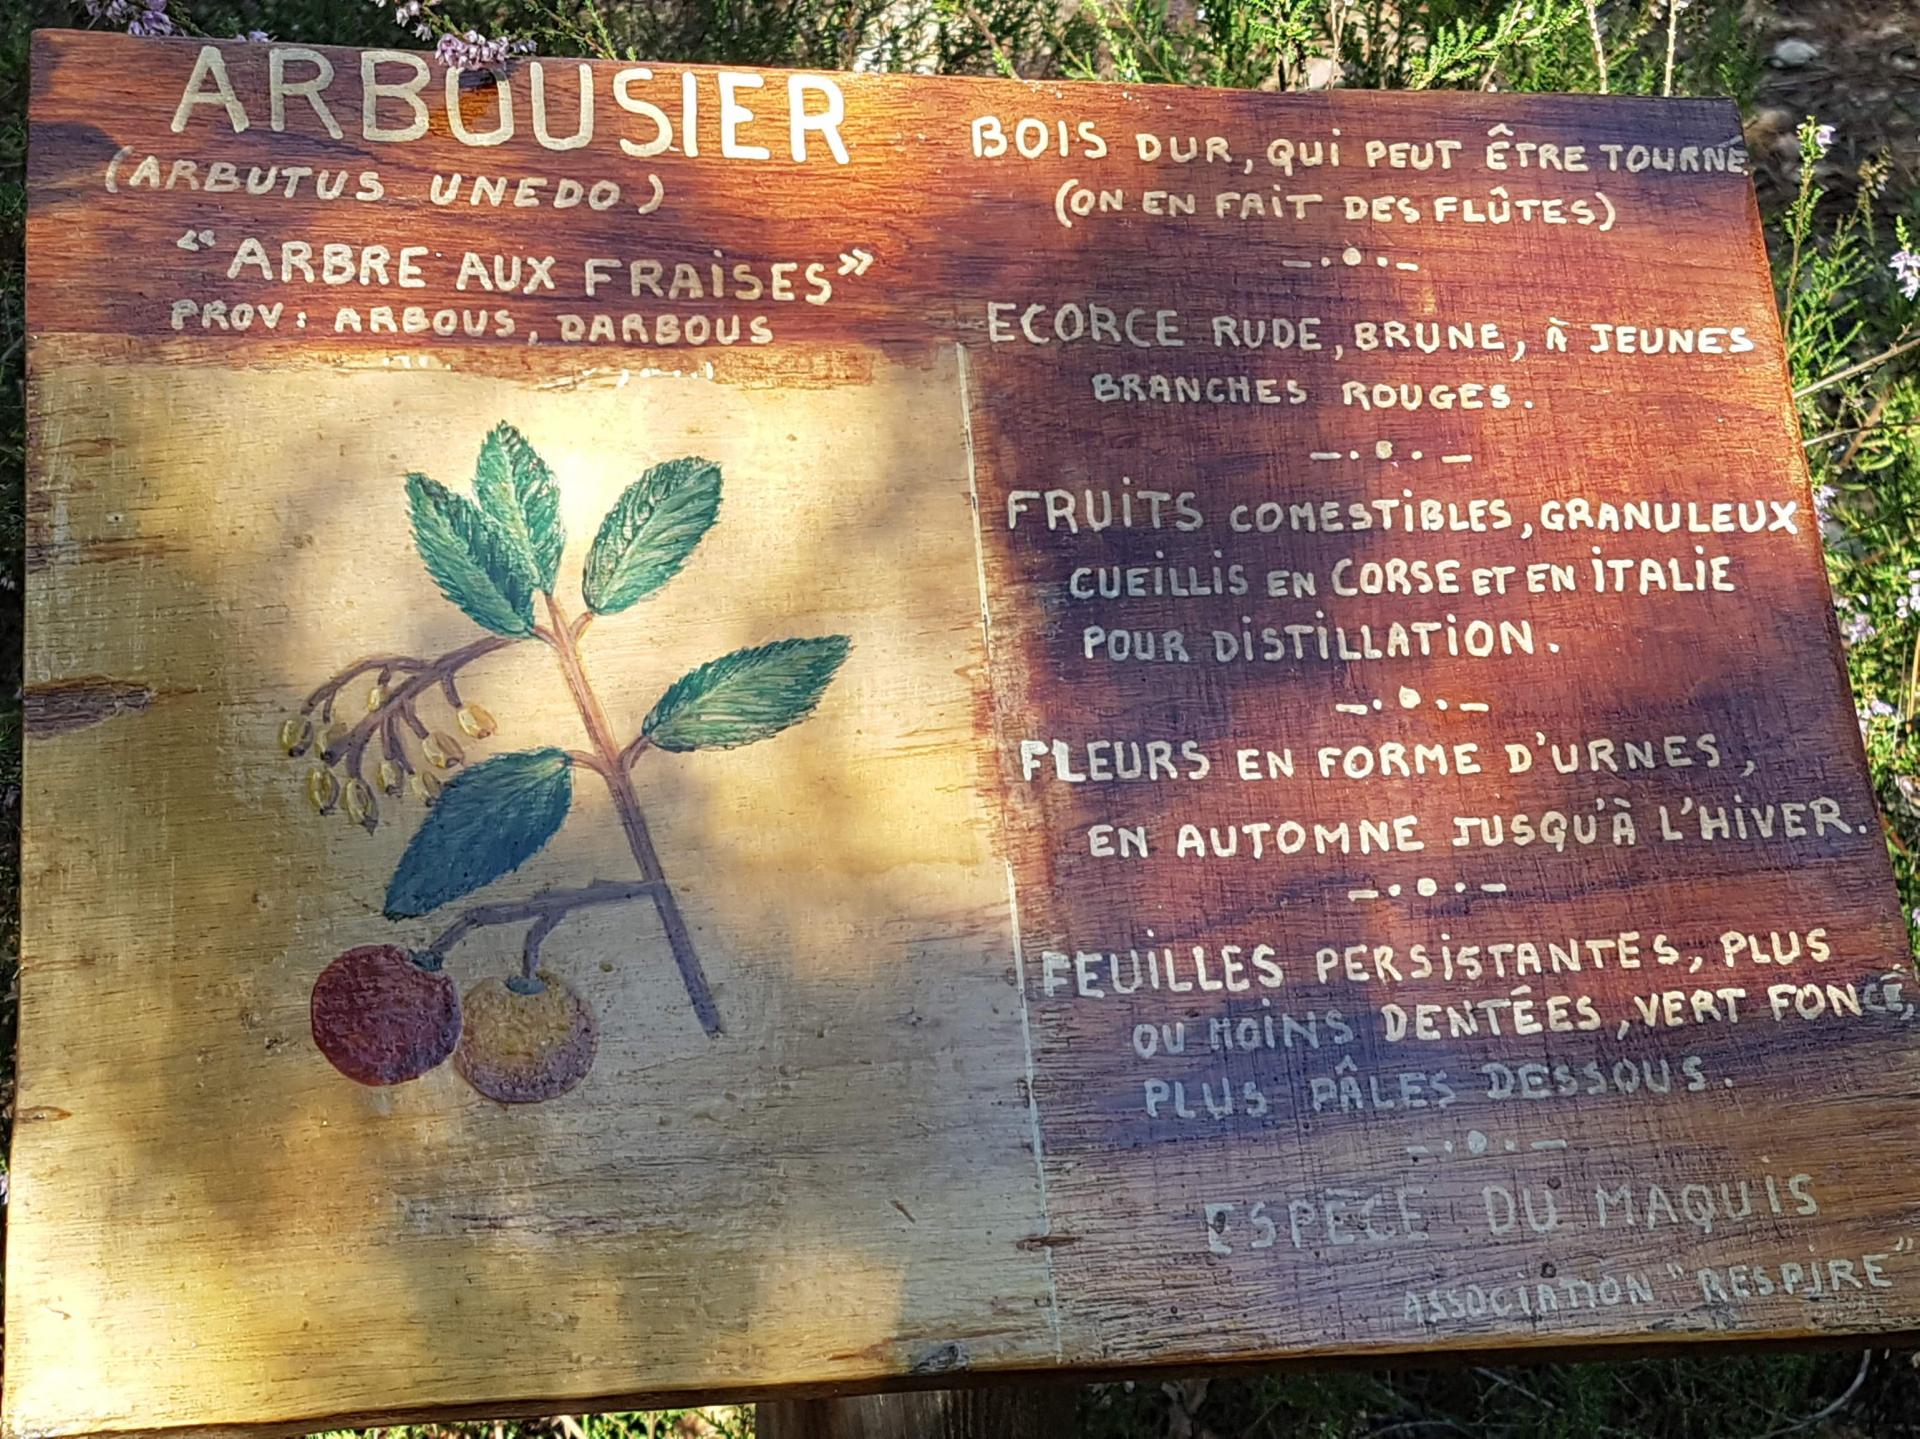 ARBOUSIER
(ARBUTUS UNEDO)
"ARBRE AUX FRAISES"
PROV: ARBOUS, DARBOUS
BOIS DUR, QUI PEUT ÊTRE TOURNE.
(ON EN FAIT DES FLÛTES)
ECORCE RUDE, BRUNE, À JEUNES
BRANCHES ROUGES.
FRUITS COMESTIBLES, GRANULEUX
CUEILLIS EN CORSE ET EN ITALIE
POUR DISTILLATION.
FLEURS EN FORME D'URNES,
EN AUTOMNE JUSQU'À L'HIVER.
FEUILLES PERSISTANTES, PLUS
OU MOINS DENTÉES, VERT FONCÉ,
PLUS PÂLES DESSOUS.
ESPÈCE DU MAQUIS
ASSOCIATION "RESPIRE"